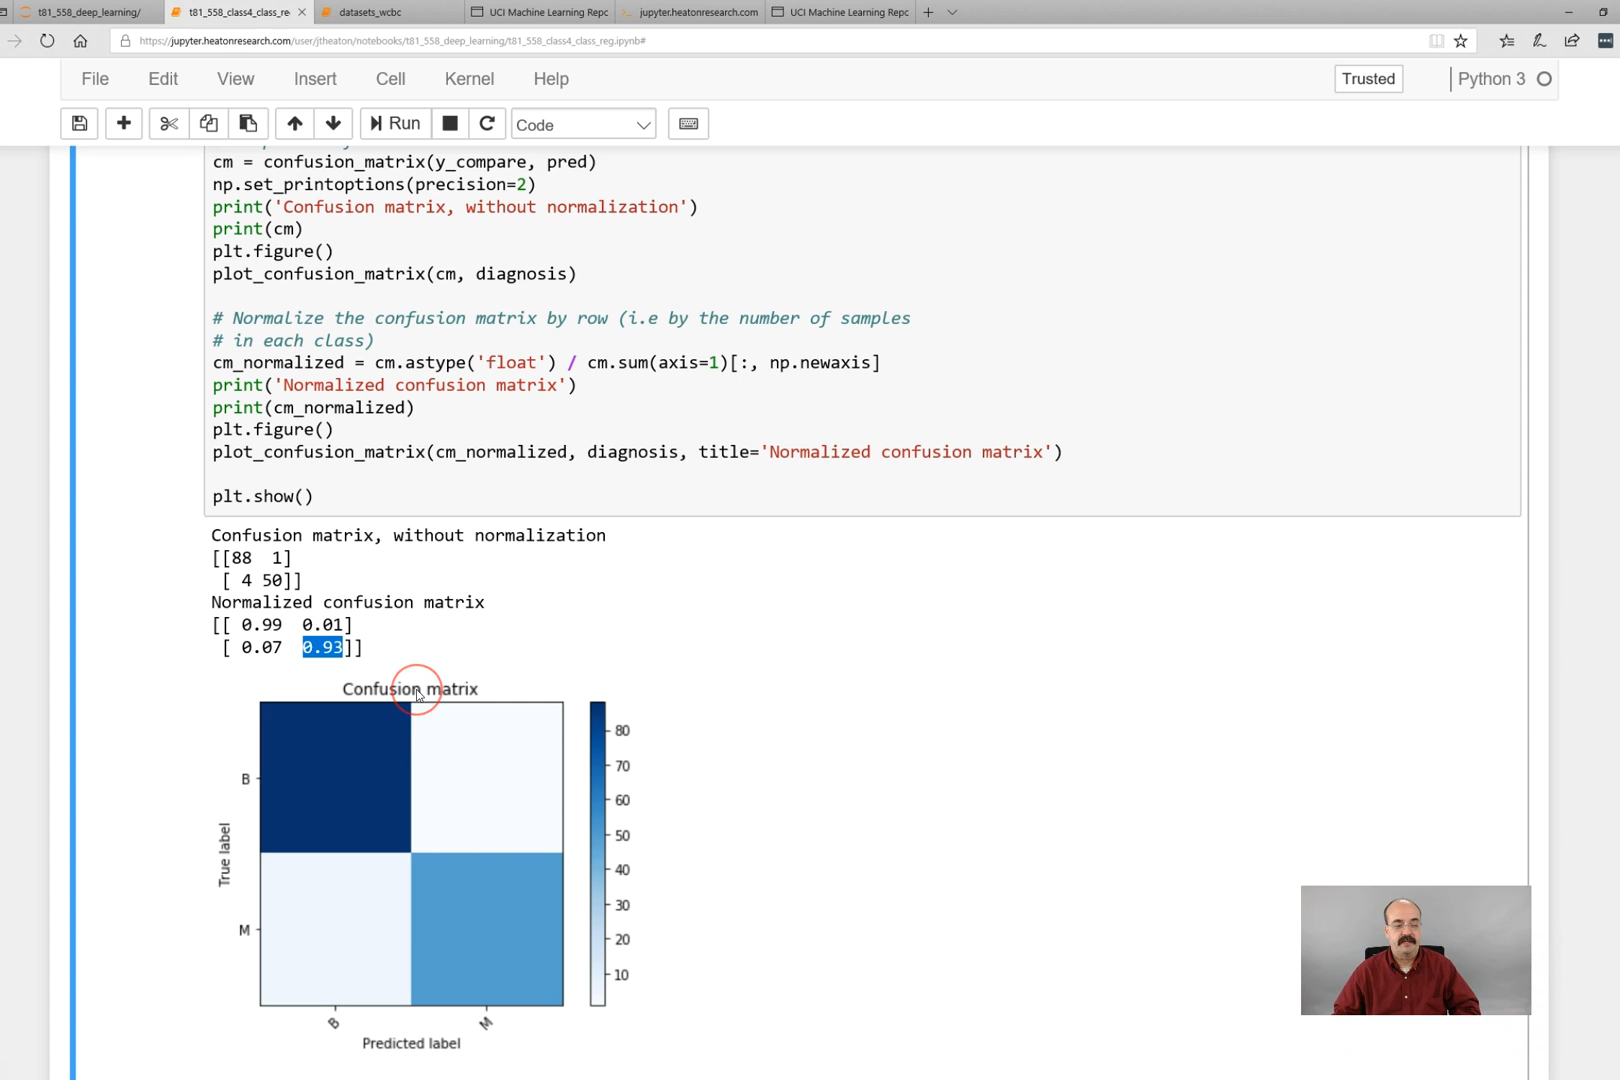 t81_558_deep_learning/
t81_558_class4_class_re
datasets_wcbc
UCI Machine Learning Repc
jupyter.heatonresearch.com
UCI Machine Learning Repc
https://jupyter.heatonresearch.com/user/jtheaton/notebooks/t81_558_deep_learning/t81_558_class4_class_reg.ipynb#
File Edit View Insert Cell Kernel Help Trusted Python 3
Run Code
cm = confusion_matrix(y_compare, pred)
np.set_printoptions(precision=2)
print('Confusion matrix, without normalization')
print(cm)
plt.figure()
plot_confusion_matrix(cm, diagnosis)
# Normalize the confusion matrix by row (i.e by the number of samples
# in each class)
cm_normalized = cm.astype('float') / cm.sum(axis=1)[:, np.newaxis]
print('Normalized confusion matrix')
print(cm_normalized)
plt.figure()
plot_confusion_matrix(cm_normalized, diagnosis, title='Normalized confusion matrix')
plt.show()
Confusion matrix, without normalization
[[88 1]
[ 4 50]]
Normalized confusion matrix
[[ 0.99 0.01]
[ 0.07 0.93]]
Confusion matrix
80
70
60
50
40
30
20
10
True label
B
M
B M
Predicted label